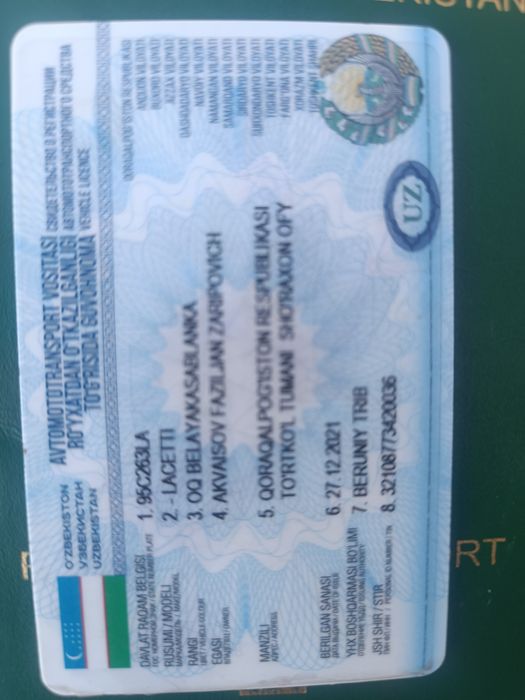 O'ZBEKISTON
УЗБЕКИСТАН
UZBEKISTAN
AVTOMOTOTRANSPORT VOSITASI
RO'YXATDAN O'TKAZILGANLIGI
TO'G'RISIDA GUVOHNOMA
СВИДЕТЕЛЬСТВО О РЕГИСТРАЦИИ
АВТОМОТОТРАНСПОРТНОГО СРЕДСТВА
VEHICLE LICENCE
DAVLAT RAQAM BELGISI 1. 95C263LA
RUSUMI / MODELI 2. - LACETTI
RANGI 3. OQ BELAYAKASABLANKA
EGASI 4. AKVAISOV FAZILJAN ZARIPOVICH
MANZILI 5. QORAQALPOG'ISTON RESPUBLIKASI
TO'RTKO'L TUMANI SHOTRAXON OFY
BERILGAN SANASI 6. 27.12.2021
YHX BOSHQARMASI BO'LIMI 7. BERUNIY TRIB
JSH SHIR / STIR 8. 32108773420036
QORAQALPOG'ISTON RESPUBLIKASI
ANDIJON VILOYATI
BUXORO VILOYATI
JIZZAX VILOYATI
QASHQADARYO VILOYATI
NAVOIY VILOYATI
NAMANGAN VILOYATI
SAMARQAND VILOYATI
SIRDARYO VILOYATI
SURXONDARYO VILOYATI
TOSHKENT VILOYATI
FARG'ONA VILOYATI
XORAZM VILOYATI
UZ
RT